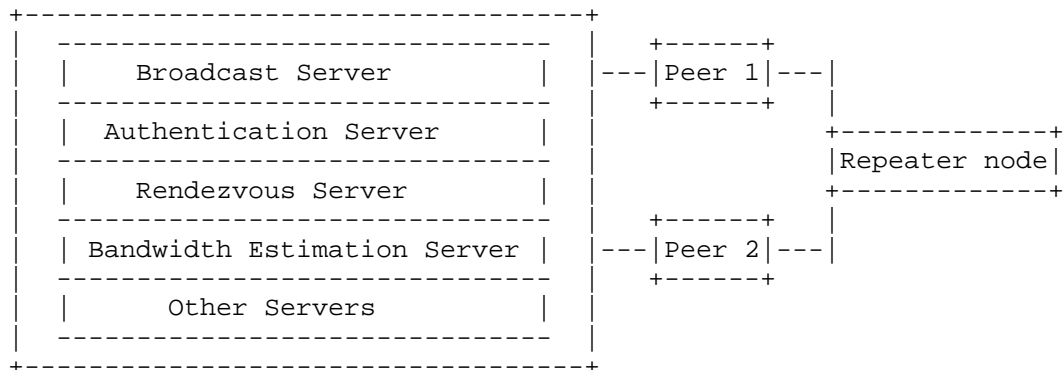 Broadcast Server
Peer 1
Authentication Server
Repeater node
Rendezvous Server
Bandwidth Estimation Server
Peer 2
Other Servers